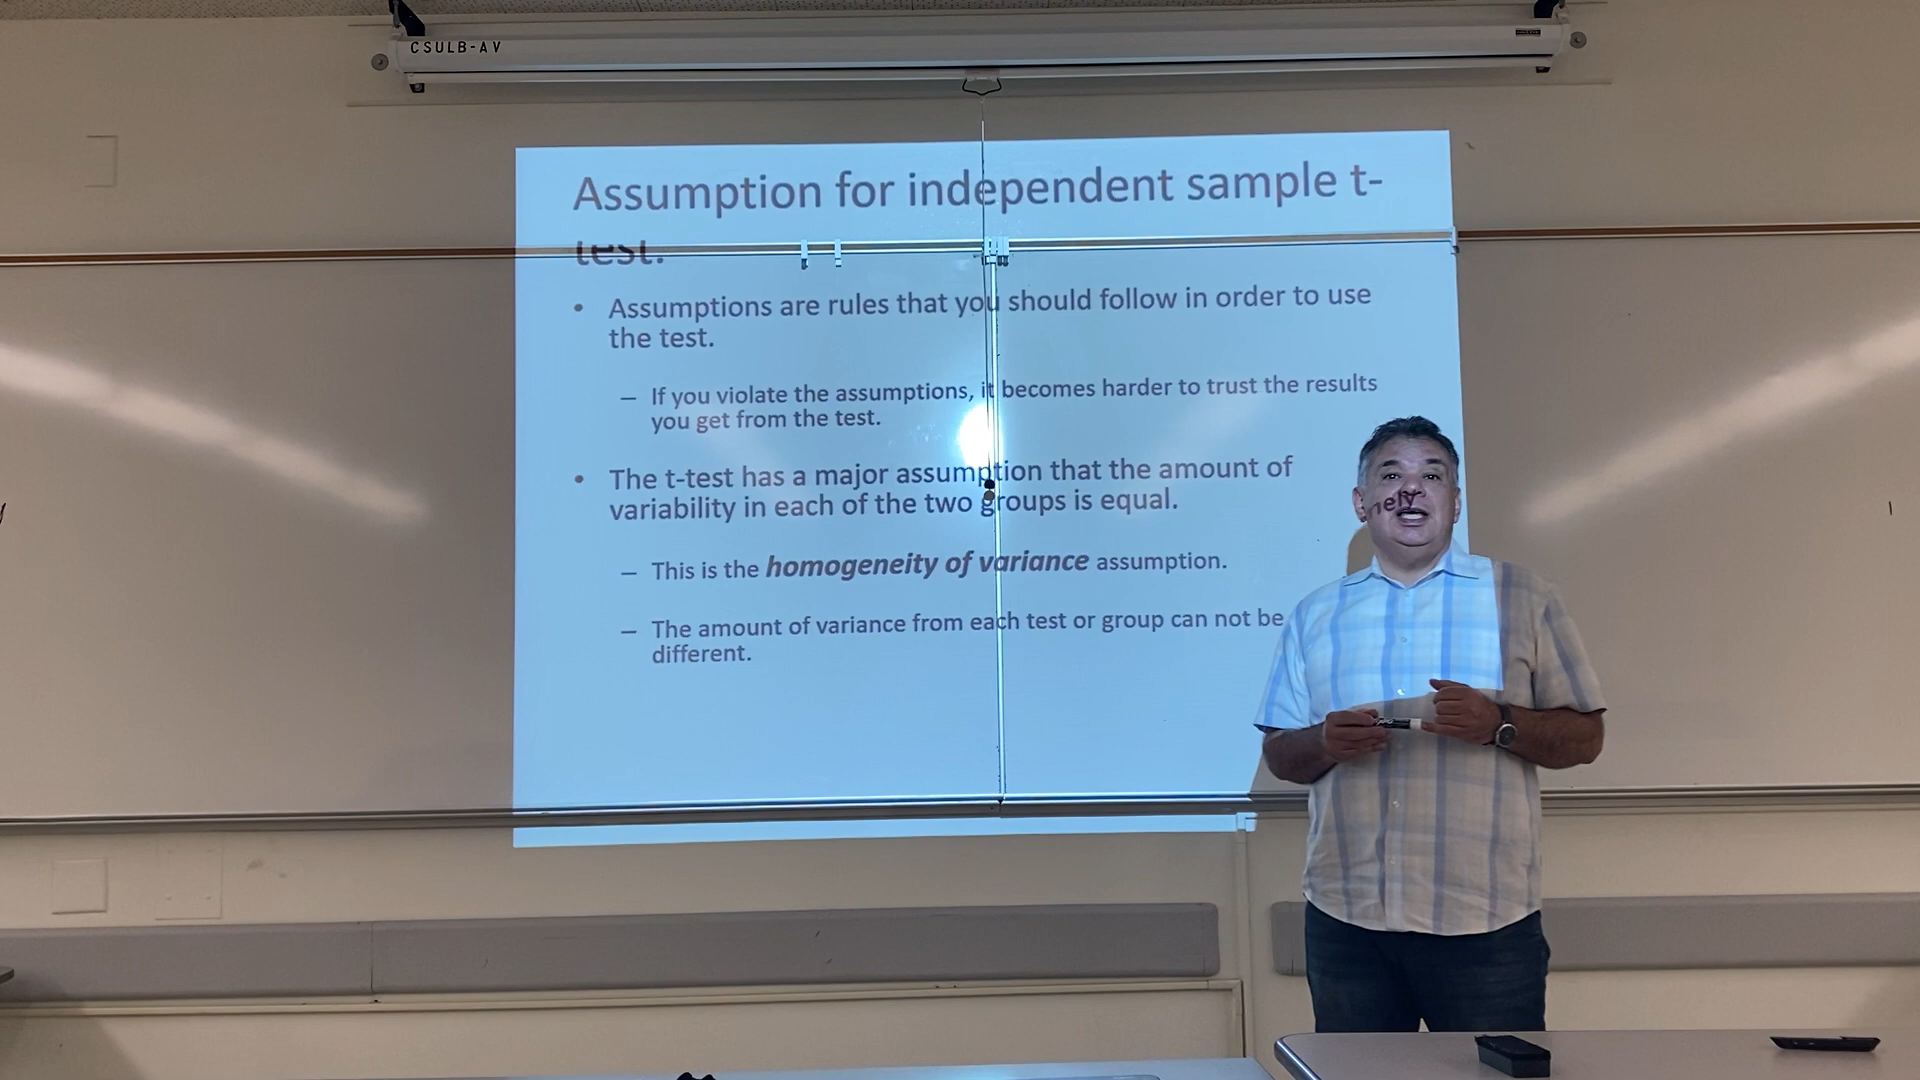 CSULB-AV
Assumption for independent sample t-
test.
• Assumptions are rules that you should follow in order to use
the test.
– If you violate the assumptions, it becomes harder to trust the results
you get from the test.
• The t-test has a major assumption that the amount of
variability in each of the two groups is equal.
– This is the homogeneity of variance assumption.
– The amount of variance from each test or group can not be
different.